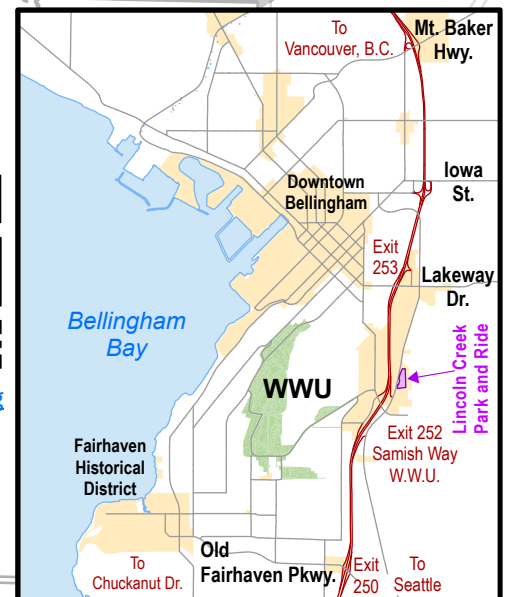 To
Vancouver, B.C.
Mt. Baker
Hwy.
Downtown
Bellingham
Iowa
St.
Exit
253
Lakeway
Dr.
Bellingham
Bay
WWU
Lincoln Creek
Park and Ride
Exit 252
Samish Way
W.W.U.
Fairhaven
Historical
District
To
Chuckanut Dr.
Old
Fairhaven Pkwy.
Exit
250
To
Seattle